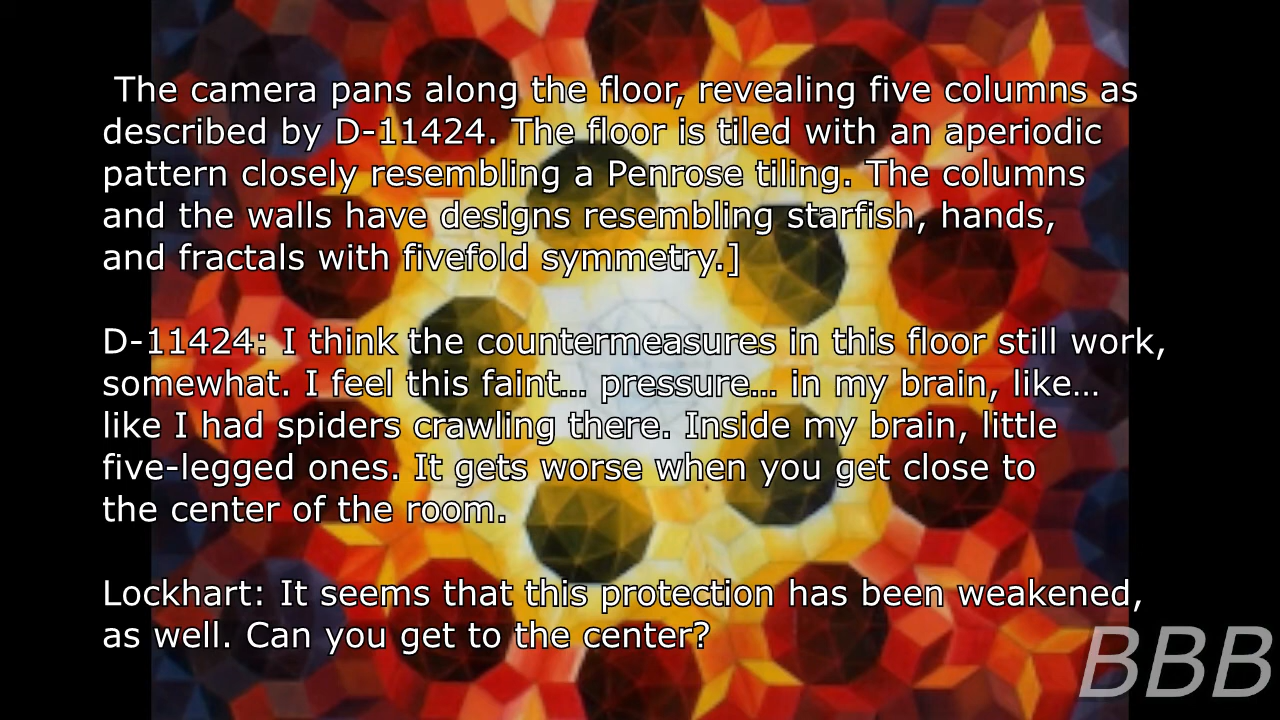 The camera pans along the floor, revealing five columns as
described by D-11424. The floor is tiled with an aperiodic
pattern closely resembling a Penrose tiling. The columns
and the walls have designs resembling starfish, hands,
and fractals with fivefold symmetry.]
D-11424: I think the countermeasures in this floor still work,
somewhat. I feel this faint... pressure... in my brain, like...
like I had spiders crawling there. Inside my brain, little
five-legged ones. It gets worse when you get close to
the center of the room.
Lockhart: It seems that this protection has been weakened,
as well. Can you get to the center?
BBB